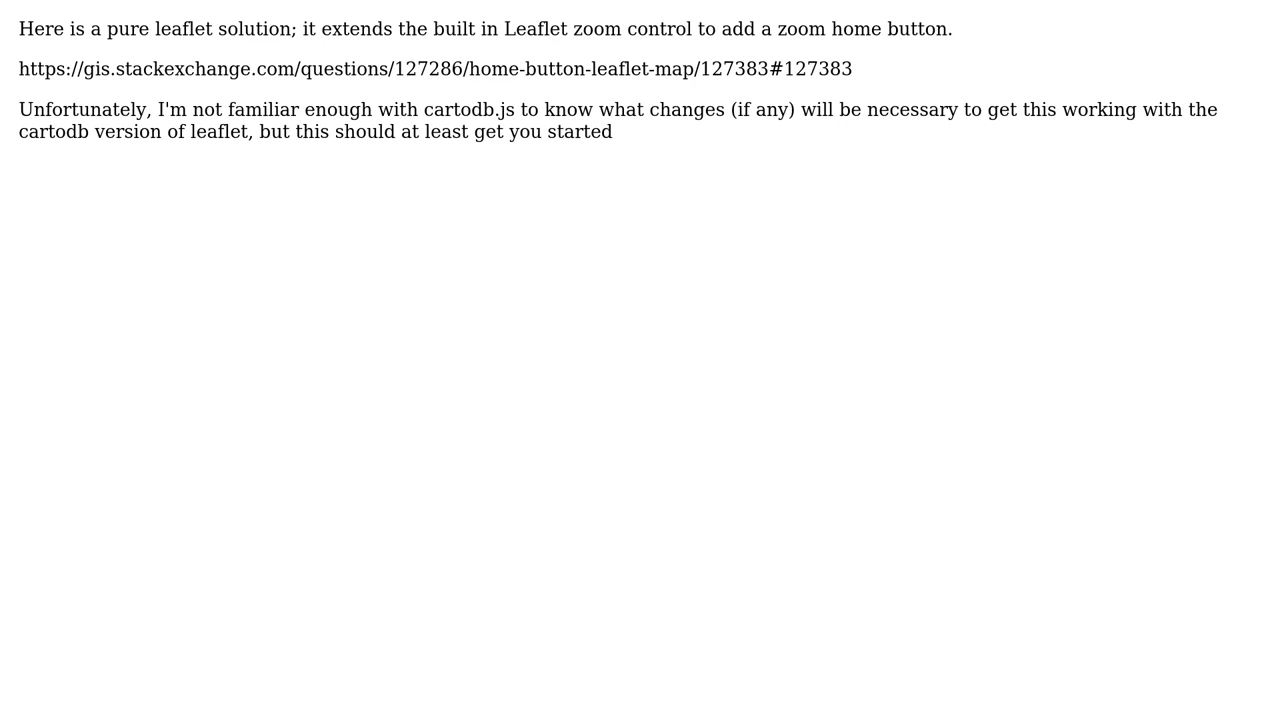 Here is a pure leaflet solution; it extends the built in Leaflet zoom control to add a zoom home button.
https://gis.stackexchange.com/questions/127286/home-button-leaflet-map/127383#127383
Unfortunately, I'm not familiar enough with cartodb.js to know what changes (if any) will be necessary to get this working with the
cartodb version of leaflet, but this should at least get you started